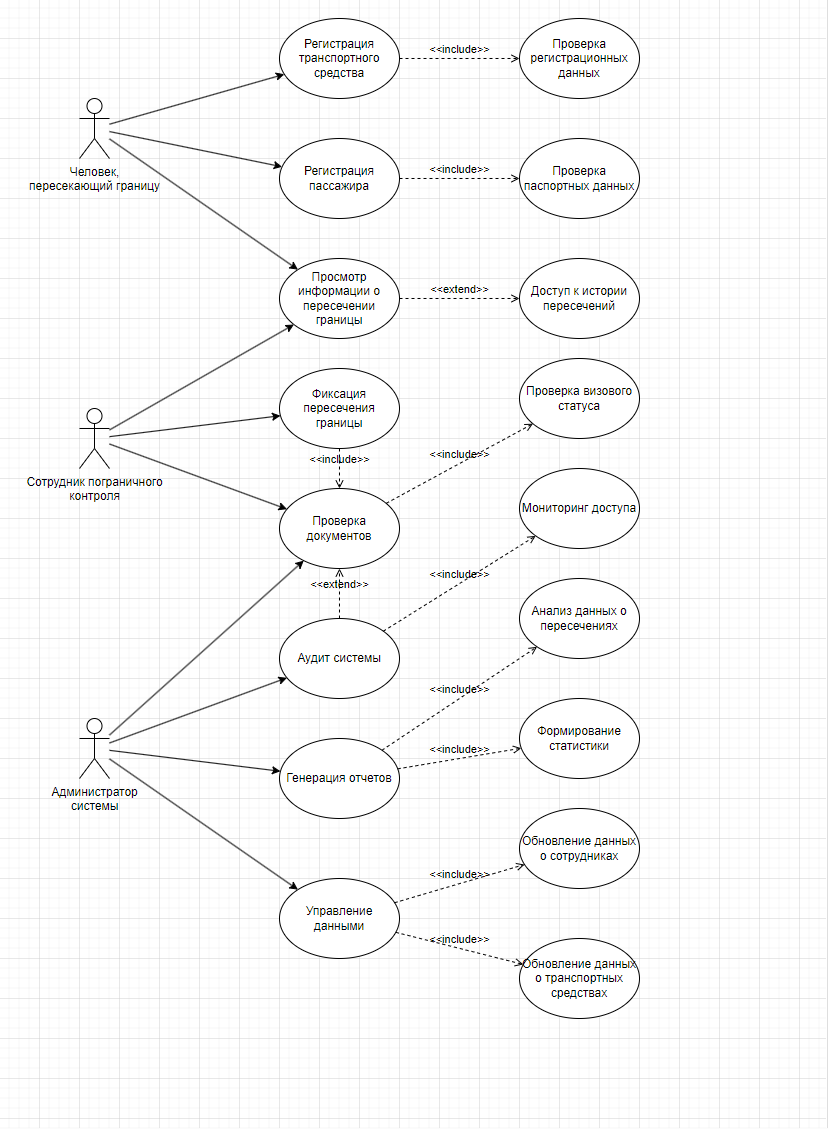 Регистрация
транспортного
средства
<<include>>
Проверка
регистрационных
данных
Человек,
пересекающий границу
Регистрация
пассажира
<<include>>
Проверка
паспортных данных
Просмотр
информации о
пересечении
границы
<<extend>>
Доступ к истории
пересечений
Фиксация
пересечения
границы
Проверка визового
статуса
<<include>>
<<include>>
Сотрудник пограничного
контроля
Проверка
документов
Мониторинг доступа
<<extend>>
<<include>>
Анализ данных о
пересечениях
Аудит системы
<<include>>
Формирование
статистики
<<include>>
Администратор
системы
Генерация отчетов
Обновление данных
о сотрудниках
<<include>>
Управление
данными
<<include>>
Обновление данных
о транспортных
средствах